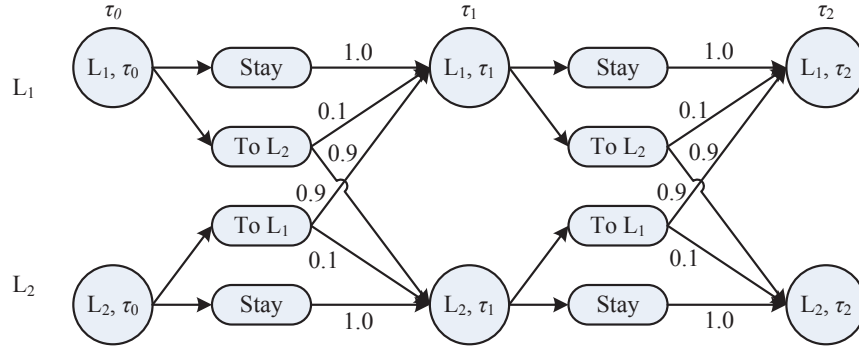 τ0 τ1 τ2
L1, τ0 Stay 1.0 L1, τ1 Stay 1.0 L1, τ2
L1
0.1 0.1
To L2 To L2
0.9 0.9
0.9 0.9
To L1 To L1
0.1 0.1
L2
L2, τ0 Stay L2, τ1 Stay L2, τ2
1.0 1.0